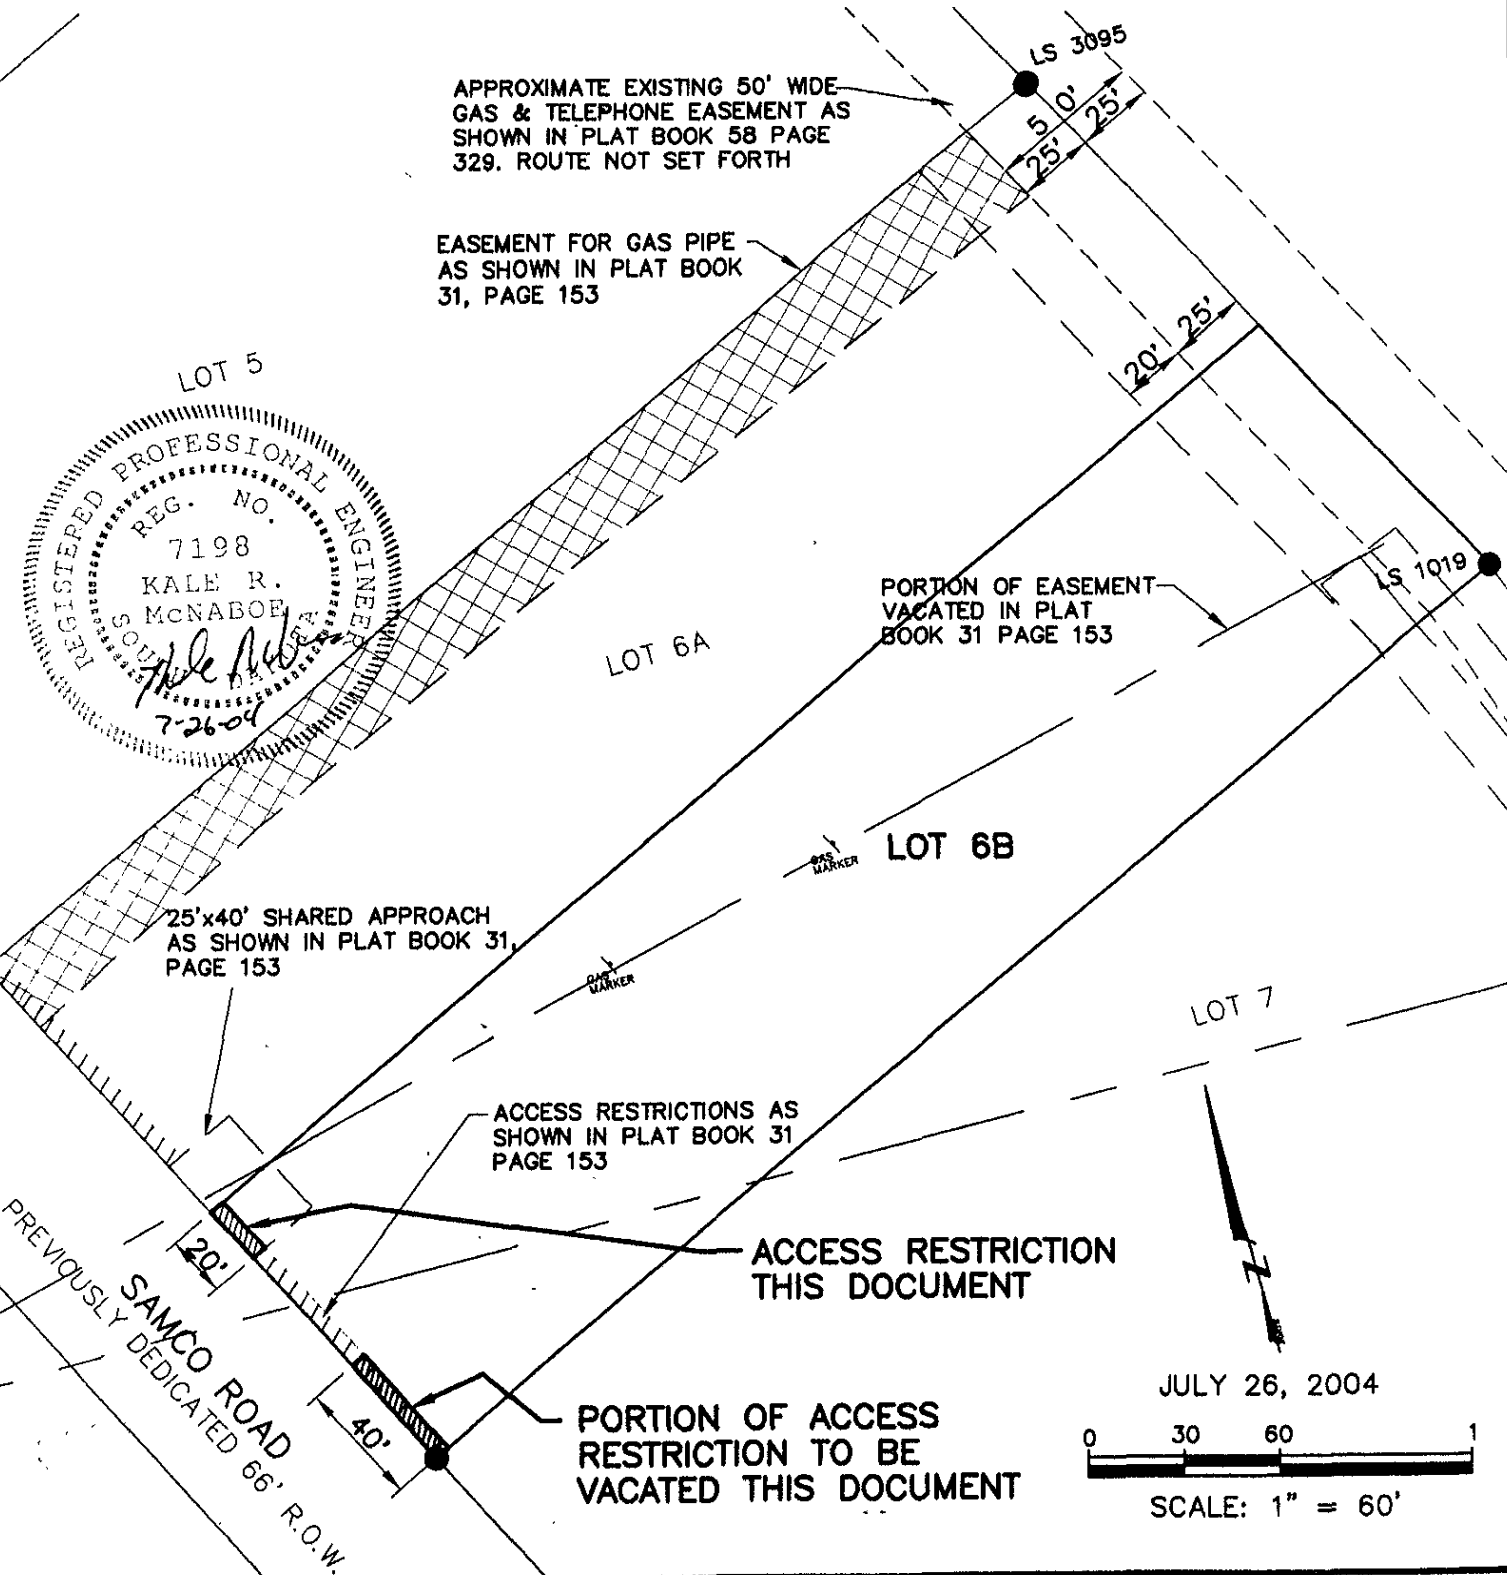 LS 3095
APPROXIMATE EXISTING 50' WIDE
GAS & TELEPHONE EASEMENT AS
SHOWN IN PLAT BOOK 58 PAGE
329. ROUTE NOT SET FORTH
5 0'
25'
25'
EASEMENT FOR GAS PIPE
AS SHOWN IN PLAT BOOK
31, PAGE 153
25'
20'
LOT 5
REGISTERED PROFESSIONAL ENGINEER
REG. NO.
7198
KALE R.
McNABOE
7-26-04
LS 1019
PORTION OF EASEMENT
VACATED IN PLAT
BOOK 31 PAGE 153
LOT 6A
LOT 6B
GAS
MARKER
25'x40' SHARED APPROACH
AS SHOWN IN PLAT BOOK 31,
PAGE 153
GAS
MARKER
LOT 7
ACCESS RESTRICTIONS AS
SHOWN IN PLAT BOOK 31
PAGE 153
20'
ACCESS RESTRICTION
THIS DOCUMENT
SAMCO ROAD
PREVIOUSLY DEDICATED 66' R.O.W.
N
40'
PORTION OF ACCESS
RESTRICTION TO BE
VACATED THIS DOCUMENT
JULY 26, 2004
0 30 60 1
SCALE: 1" = 60'